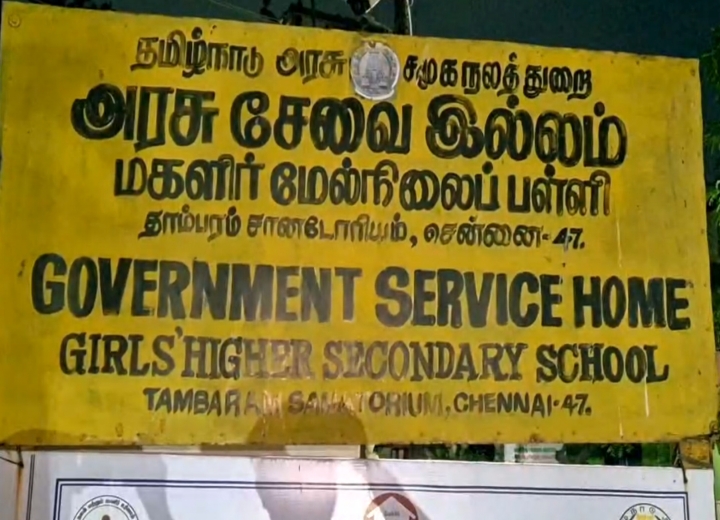 தமிழ்நாடு அரசு சமூகநலத்துறை
அரசு சேவை இல்லம்
மகளிர் மேல்நிலைப் பள்ளி
தாம்பரம் சானடோரியம், சென்னை-47.
GOVERNMENT SERVICE HOME
GIRLS' HIGHER SECONDARY SCHOOL
TAMBARAM SANATORIUM, CHENNAI-47.